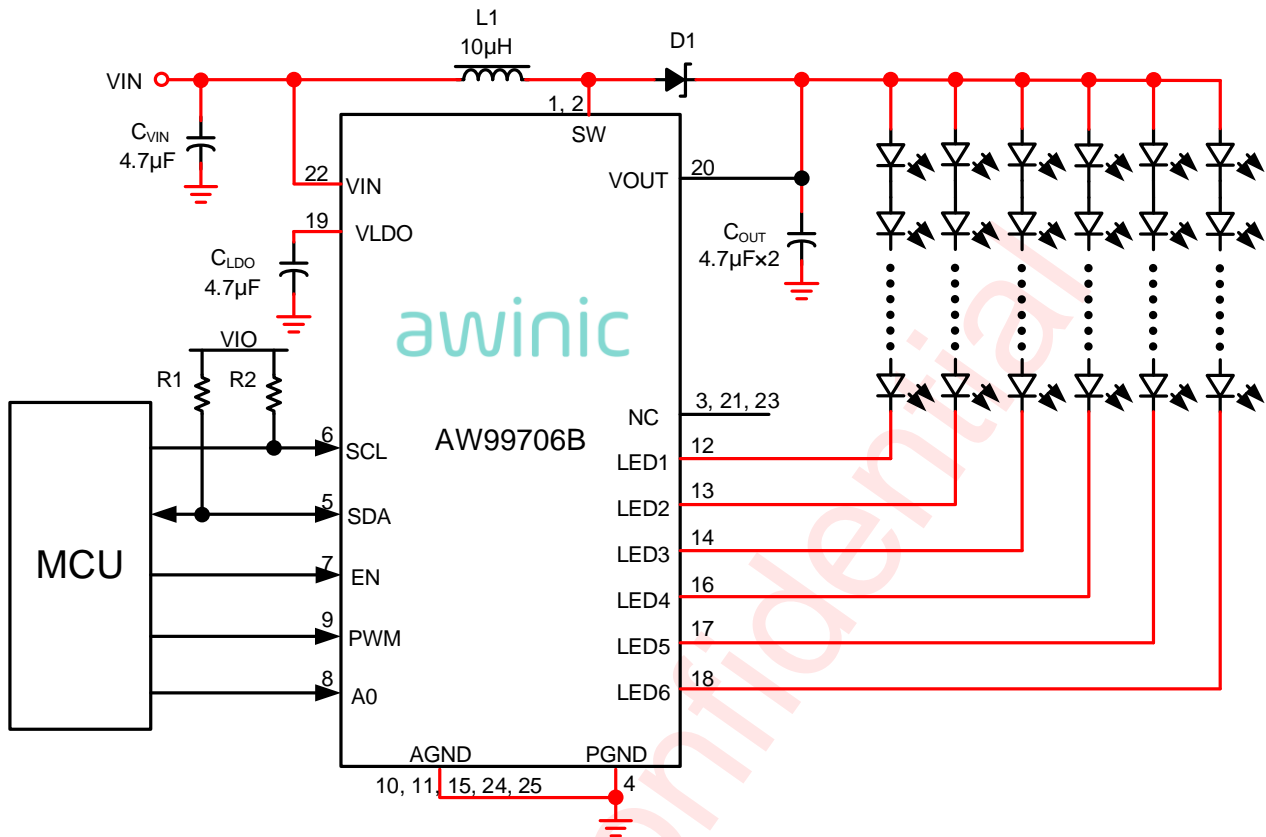 L1
10µH
D1
VIN
1, 2
SW
CVIN
4.7µF
22
VIN
VOUT
20
19
VLDO
CLDO
4.7µF
COUT
4.7µF×2
awinic
VIO
R1
R2
NC
3, 21, 23
AW99706B
6
SCL
LED1
12
5
SDA
LED2
13
MCU
7
EN
LED3
14
LED4
16
9
PWM
LED5
17
8
A0
LED6
18
AGND
PGND
10, 11, 15, 24, 25
4
onfidential